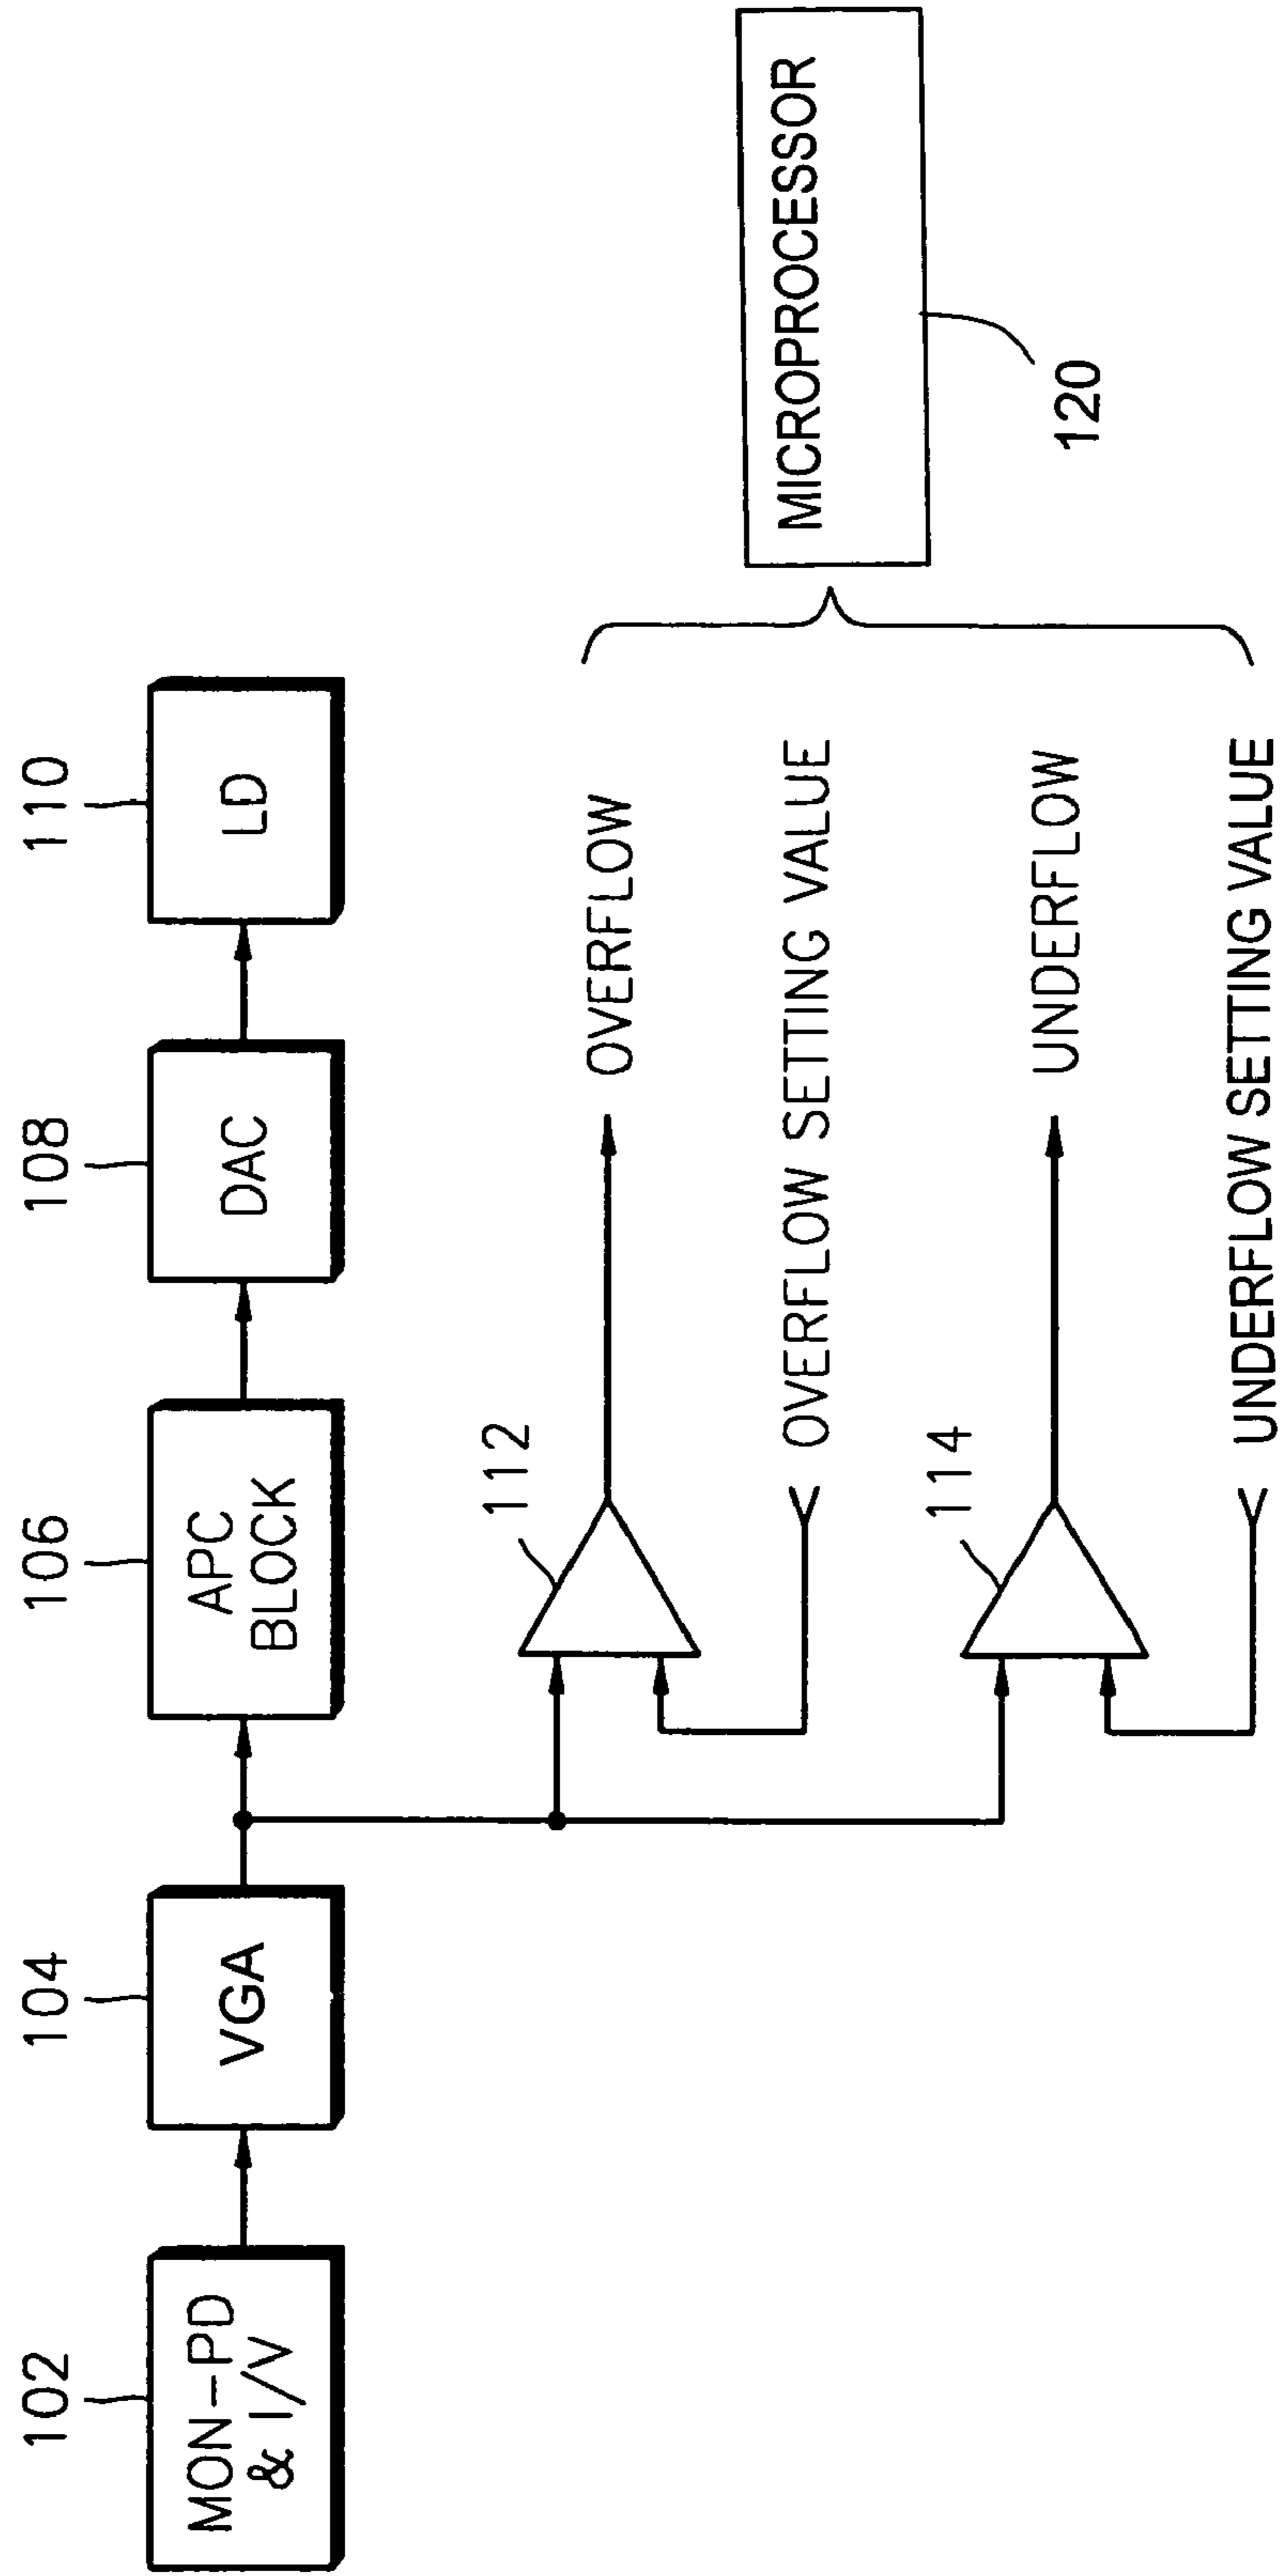 102
104
106
108
110
MON-PD
& I/V
VGA
APC
BLOCK
DAC
LD
112
OVERFLOW
OVERFLOW SETTING VALUE
114
UNDERFLOW
UNDERFLOW SETTING VALUE
MICROPROCESSOR
120